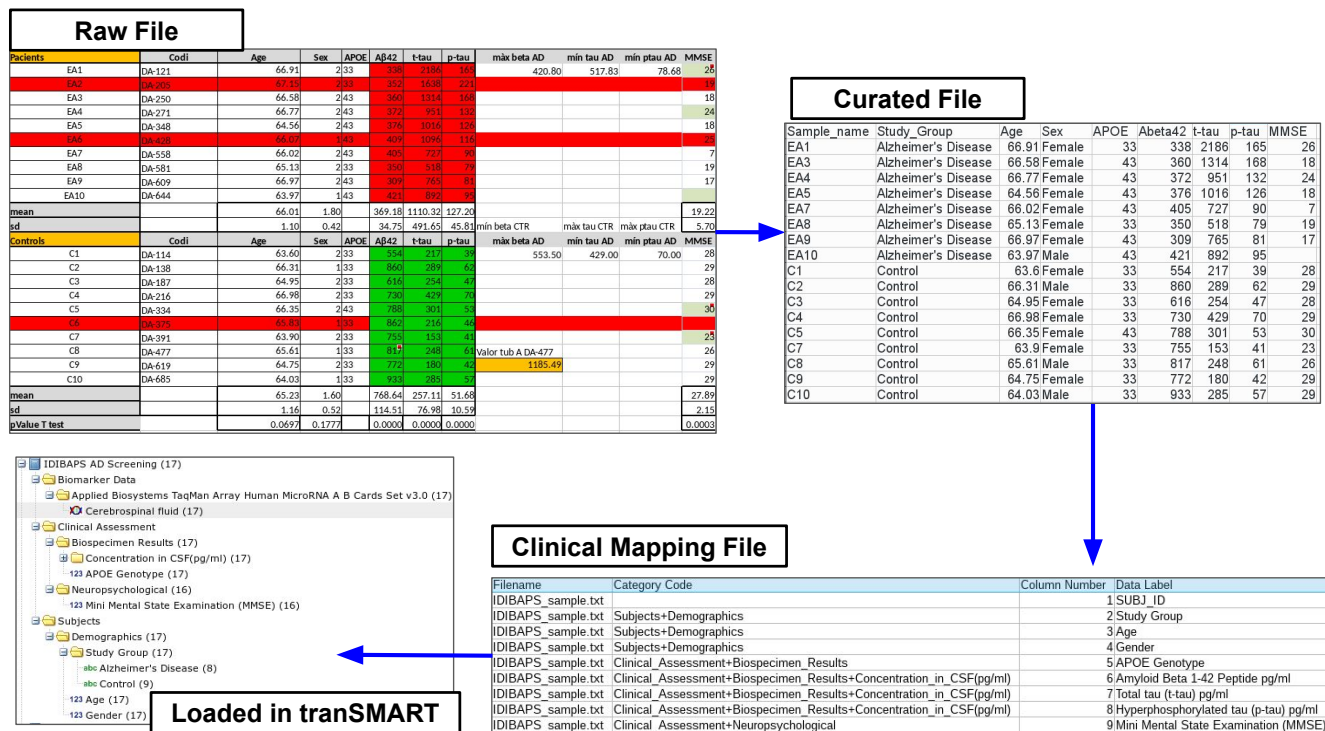 Raw File
Pacients Codi Age Sex APOE Aβ42 t-tau p-tau màx beta AD mín tau AD mín ptau AD MMSE
EA1 DA-121 66.91 2 33 338 2186 165 420.80 517.83 78.68 26
EA2 DA-205 67.15 2 33 352 1638 221 19
EA3 DA-250 66.58 2 43 360 1314 168 18
EA4 DA-271 66.77 2 43 372 951 132 24
EA5 DA-348 64.56 2 43 376 1016 126 18
EA6 DA-428 66.07 1 43 409 1096 116 25
EA7 DA-558 66.02 2 43 405 727 90 7
EA8 DA-581 65.13 2 33 350 518 79 19
EA9 DA-609 66.97 2 43 309 765 81 17
EA10 DA-644 63.97 1 43 421 892 95
mean 66.01 1.80 369.18 1110.32 127.20 19.22
sd 1.10 0.42 34.75 491.65 45.81 mín beta CTR màx tau CTR màx ptau CTR 5.70
Controls Codi Age Sex APOE Aβ42 t-tau p-tau màx beta AD mín tau AD mín ptau AD MMSE
C1 DA-114 63.60 2 33 554 217 39 553.50 429.00 70.00 28
C2 DA-138 66.31 1 33 860 289 62 29
C3 DA-187 64.95 2 33 616 254 47 28
C4 DA-216 66.98 2 33 730 429 70 29
C5 DA-334 66.35 2 43 788 301 53 30
C6 DA-375 65.83 1 33 862 216 46
C7 DA-391 63.90 2 33 755 153 41 23
C8 DA-477 65.61 1 33 817 248 61 Valor tub A DA-477 26
C9 DA-619 64.75 2 33 772 180 42 1185.49 29
C10 DA-685 64.03 1 33 933 285 57 29
mean 65.23 1.60 768.64 257.11 51.68 27.89
sd 1.16 0.52 114.51 76.98 10.59 2.15
pValue T test 0.0697 0.1777 0.0000 0.0000 0.0000 0.0003
Curated File
Sample_name Study_Group Age Sex APOE Abeta42 t-tau p-tau MMSE
EA1 Alzheimer's Disease 66.91 Female 33 338 2186 165 26
EA3 Alzheimer's Disease 66.58 Female 43 360 1314 168 18
EA4 Alzheimer's Disease 66.77 Female 43 372 951 132 24
EA5 Alzheimer's Disease 64.56 Female 43 376 1016 126 18
EA7 Alzheimer's Disease 66.02 Female 43 405 727 90 7
EA8 Alzheimer's Disease 65.13 Female 33 350 518 79 19
EA9 Alzheimer's Disease 66.97 Female 43 309 765 81 17
EA10 Alzheimer's Disease 63.97 Male 43 421 892 95
C1 Control 63.6 Female 33 554 217 39 28
C2 Control 66.31 Male 33 860 289 62 29
C3 Control 64.95 Female 33 616 254 47 28
C4 Control 66.98 Female 33 730 429 70 29
C5 Control 66.35 Female 43 788 301 53 30
C7 Control 63.9 Female 33 755 153 41 23
C8 Control 65.61 Male 33 817 248 61 26
C9 Control 64.75 Female 33 772 180 42 29
C10 Control 64.03 Male 33 933 285 57 29
IDIBAPS AD Screening (17)
Biomarker Data
Applied Biosystems TaqMan Array Human MicroRNA A B Cards Set v3.0 (17)
Cerebrospinal fluid (17)
Clinical Assessment
Biospecimen Results (17)
Concentration in CSF(pg/ml) (17)
123 APOE Genotype (17)
Neuropsychological (16)
123 Mini Mental State Examination (MMSE) (16)
Subjects
Demographics (17)
Study Group (17)
abc Alzheimer's Disease (8)
abc Control (9)
123 Age (17)
123 Gender (17)
Loaded in tranSMART
Clinical Mapping File
Filename Category Code Column Number Data Label
IDIBAPS_sample.txt 1 SUBJ_ID
IDIBAPS_sample.txt Subjects+Demographics 2 Study Group
IDIBAPS_sample.txt Subjects+Demographics 3 Age
IDIBAPS_sample.txt Subjects+Demographics 4 Gender
IDIBAPS_sample.txt Clinical_Assessment+Biospecimen_Results 5 APOE Genotype
IDIBAPS_sample.txt Clinical_Assessment+Biospecimen_Results+Concentration_in_CSF(pg/ml) 6 Amyloid Beta 1-42 Peptide pg/ml
IDIBAPS_sample.txt Clinical_Assessment+Biospecimen_Results+Concentration_in_CSF(pg/ml) 7 Total tau (t-tau) pg/ml
IDIBAPS_sample.txt Clinical_Assessment+Biospecimen_Results+Concentration_in_CSF(pg/ml) 8 Hyperphosphorylated tau (p-tau) pg/ml
IDIBAPS_sample.txt Clinical_Assessment+Neuropsychological 9 Mini Mental State Examination (MMSE)